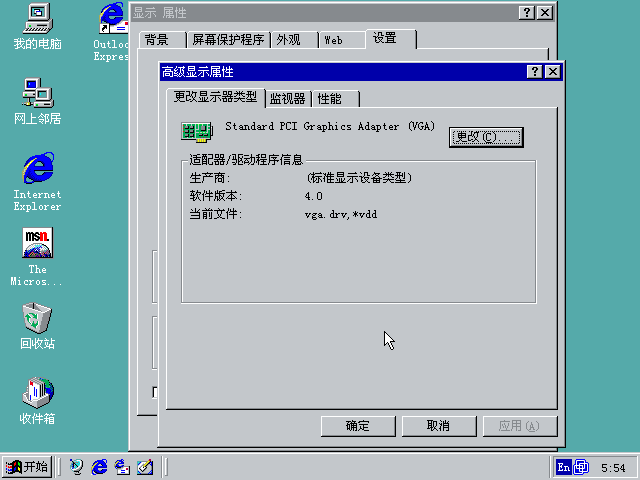 我的电脑
Outloo
Expres
网上邻居
Internet
Explorer
msn.
The
Micros...
回收站
收件箱
显示 属性
背景
屏幕保护程序
外观
Web
设置
高级显示属性
更改显示器类型
监视器
性能
Standard PCI Graphics Adapter (VGA)
更改(C)...
适配器/驱动程序信息
生产商: (标准显示设备类型)
软件版本: 4.0
当前文件: vga.drv,*vdd
确定
取消
应用(A)
开始
En
5:54